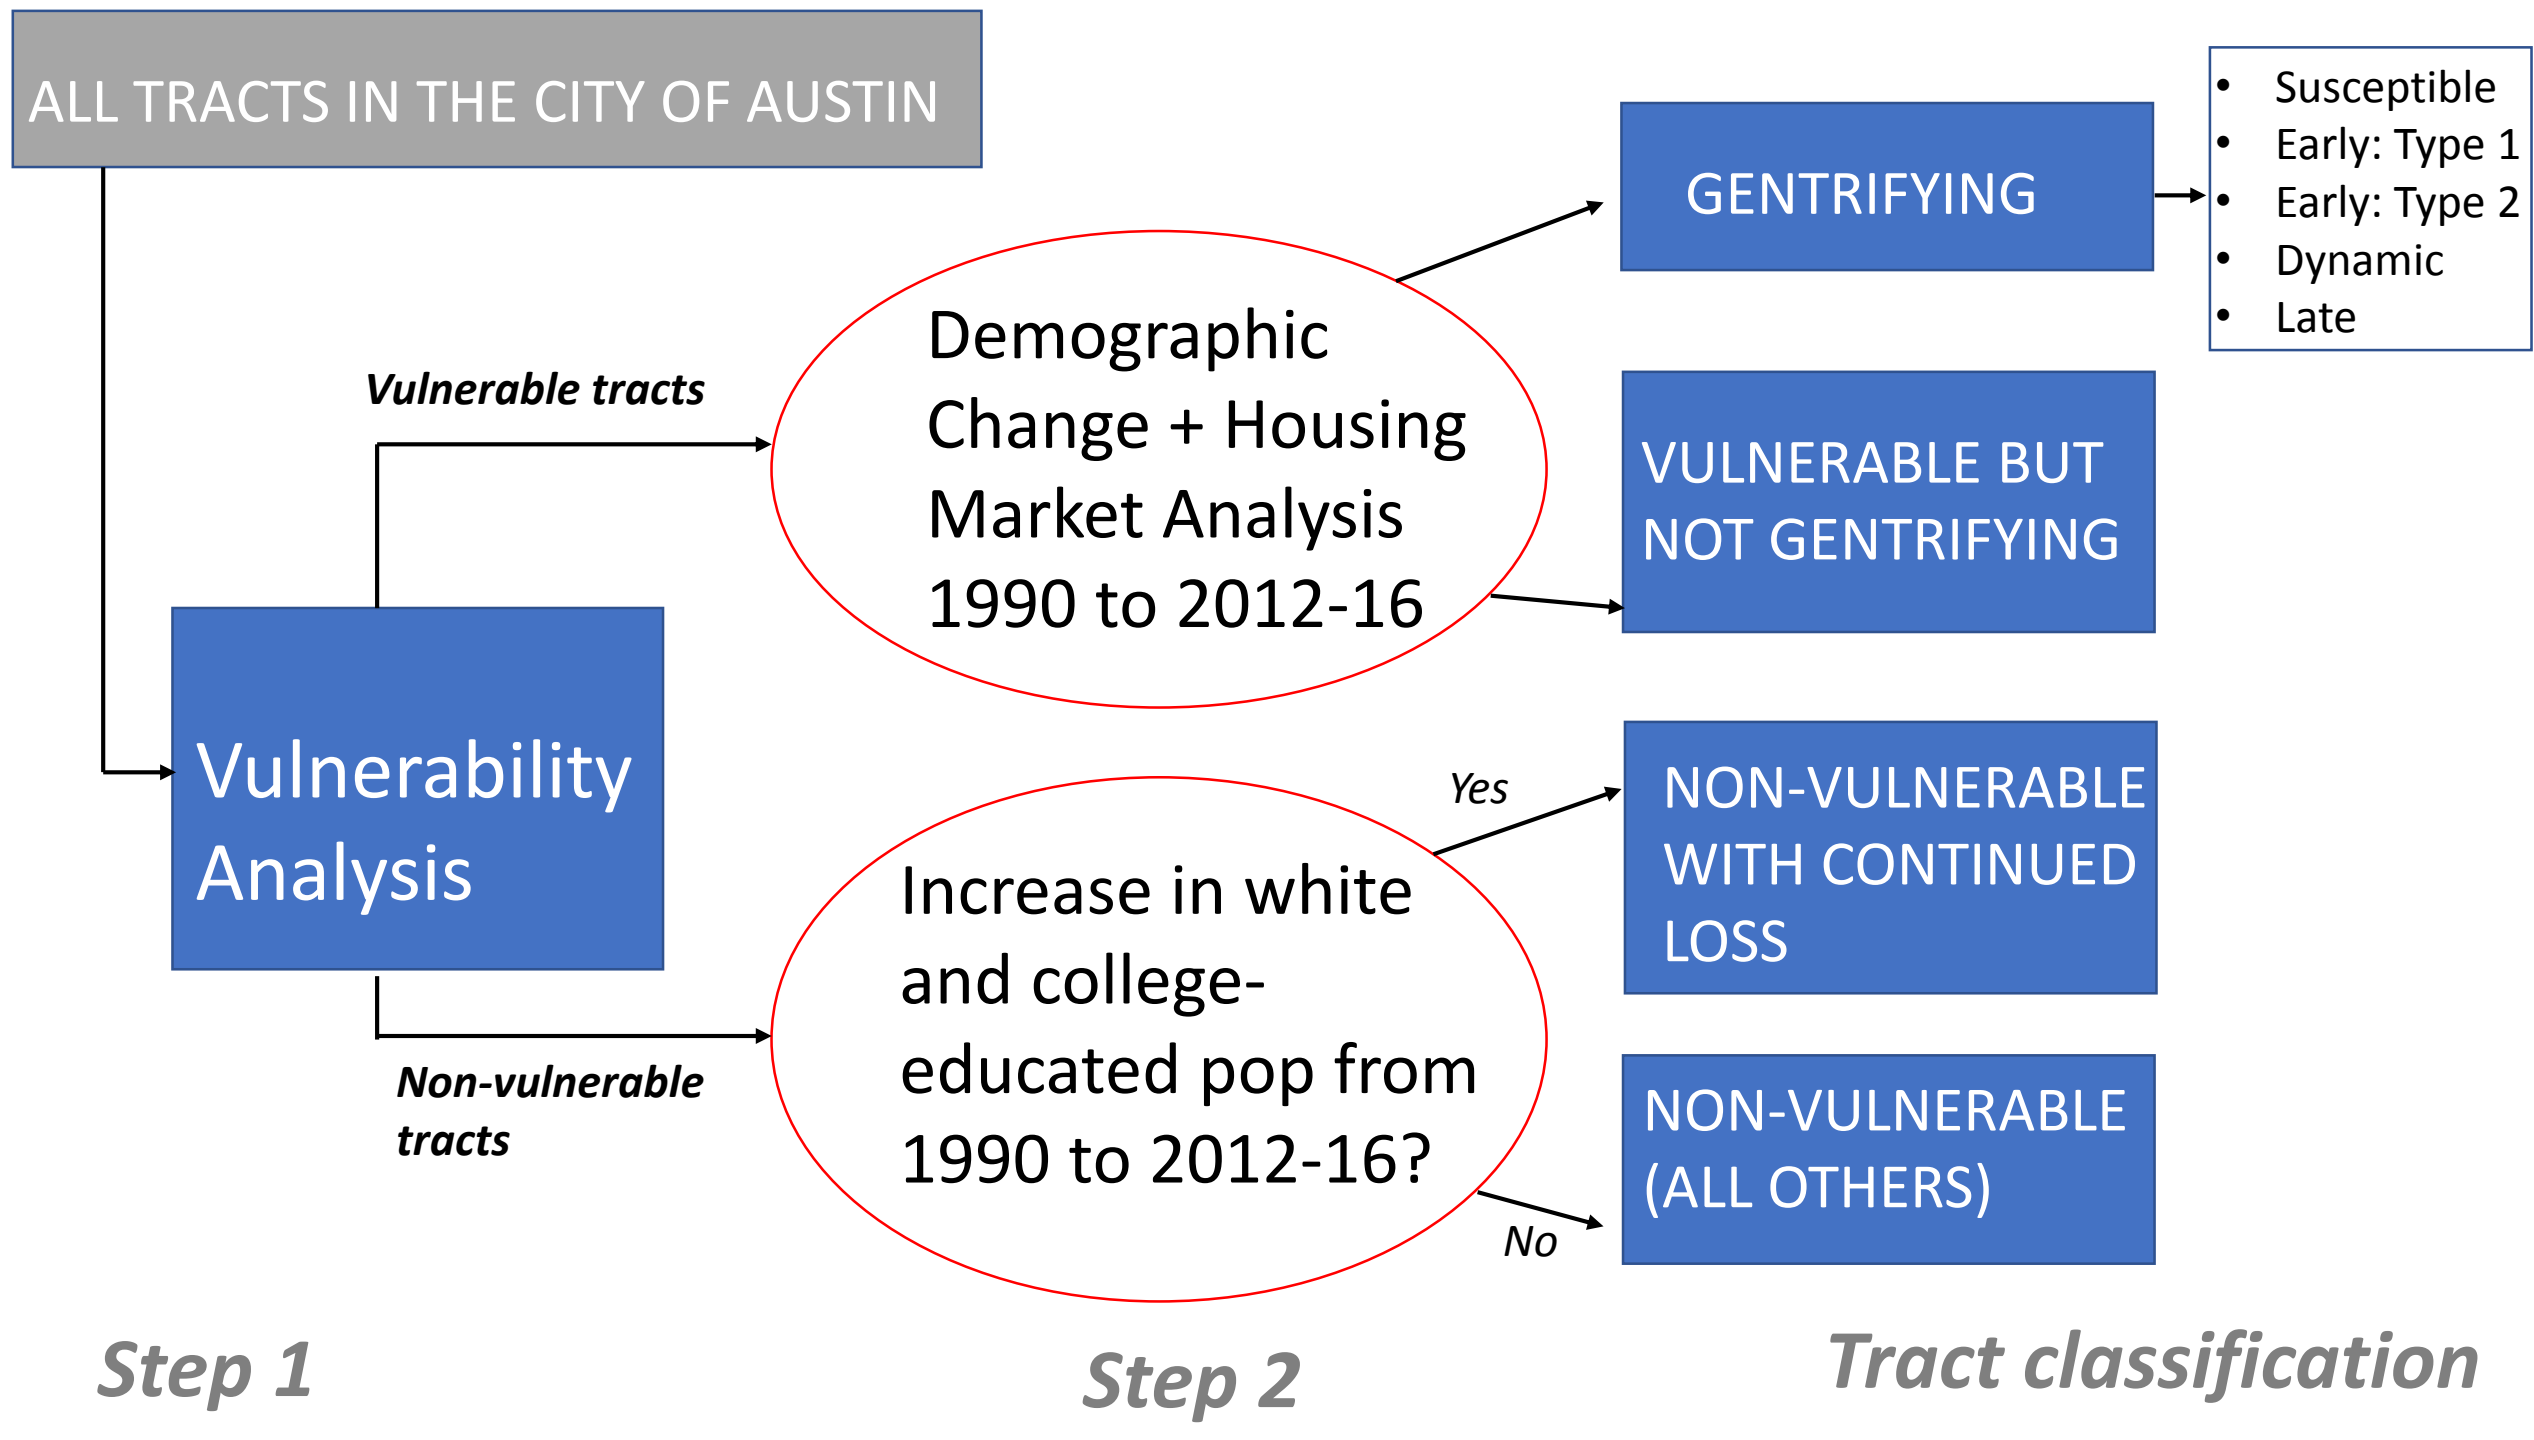 ALL TRACTS IN THE CITY OF AUSTIN
Vulnerability
Analysis
Vulnerable tracts
Non-vulnerable
tracts
Demographic
Change + Housing
Market Analysis
1990 to 2012-16
Increase in white
and college-
educated pop from
1990 to 2012-16?
Yes
No
GENTRIFYING
• Susceptible
• Early: Type 1
• Early: Type 2
• Dynamic
• Late
VULNERABLE BUT
NOT GENTRIFYING
NON-VULNERABLE
WITH CONTINUED
LOSS
NON-VULNERABLE
(ALL OTHERS)
Step 1
Step 2
Tract classification